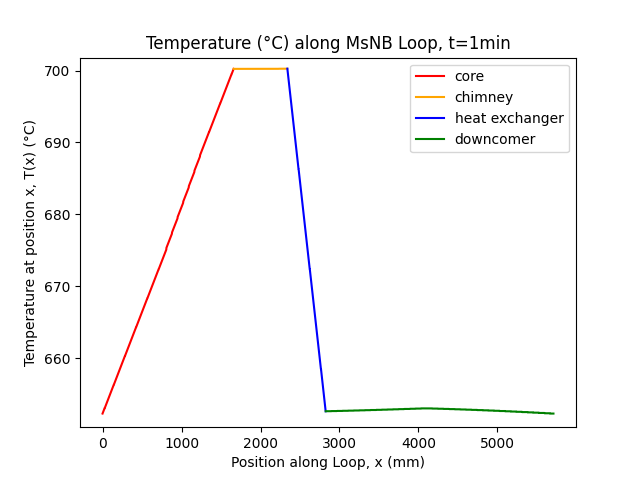 Temperature (°C) along MsNB Loop, t=1min
Temperature at position x, T(x) (°C)
700
690
680
670
660
core
chimney
heat exchanger
downcomer
0
1000
2000
3000
4000
5000
Position along Loop, x (mm)